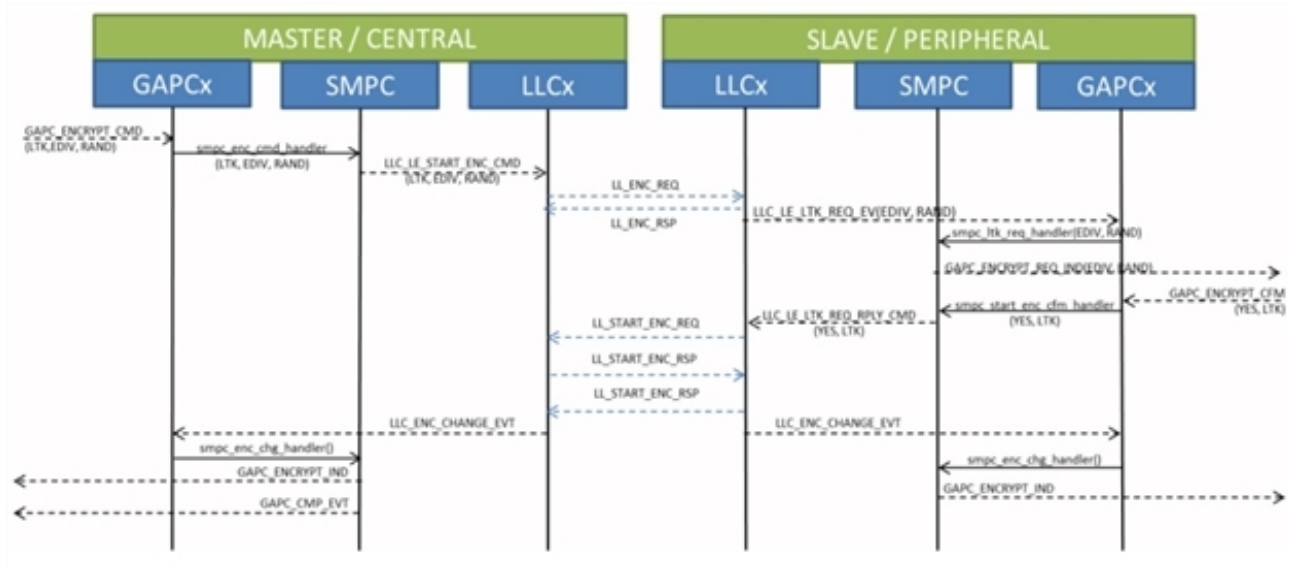 MASTER / CENTRAL
SLAVE / PERIPHERAL
GAPCx
SMPC
LLCx
LLCx
SMPC
GAPCx
GAPC_ENCRYPT_CMD
(LTK,EDIV, RAND)
smpc_enc_cmd_handler
(LTK, EDIV, RAND)
LLC_LE_START_ENC_CMD
(LTK, EDIV, RAND)
LL_ENC_REQ
LL_ENC_RSP
LLC_LE_LTK_REQ_EV(EDIV, RAND)
smpc_ltk_req_handler(EDIV, RAND)
GAPC_ENCRYPT_REQ_IND(EDIV, RAND)
GAPC_ENCRYPT_CFM
(YES, LTK)
smpc_start_enc_cfm_handler
(YES, LTK)
LLC_LE_LTK_REQ_RPLY_CMD
(YES, LTK)
LL_START_ENC_REQ
LL_START_ENC_RSP
LL_START_ENC_RSP
LLC_ENC_CHANGE_EVT
LLC_ENC_CHANGE_EVT
smpc_enc_chg_handler()
smpc_enc_chg_handler()
GAPC_ENCRYPT_IND
GAPC_ENCRYPT_IND
GAPC_CMP_EVT